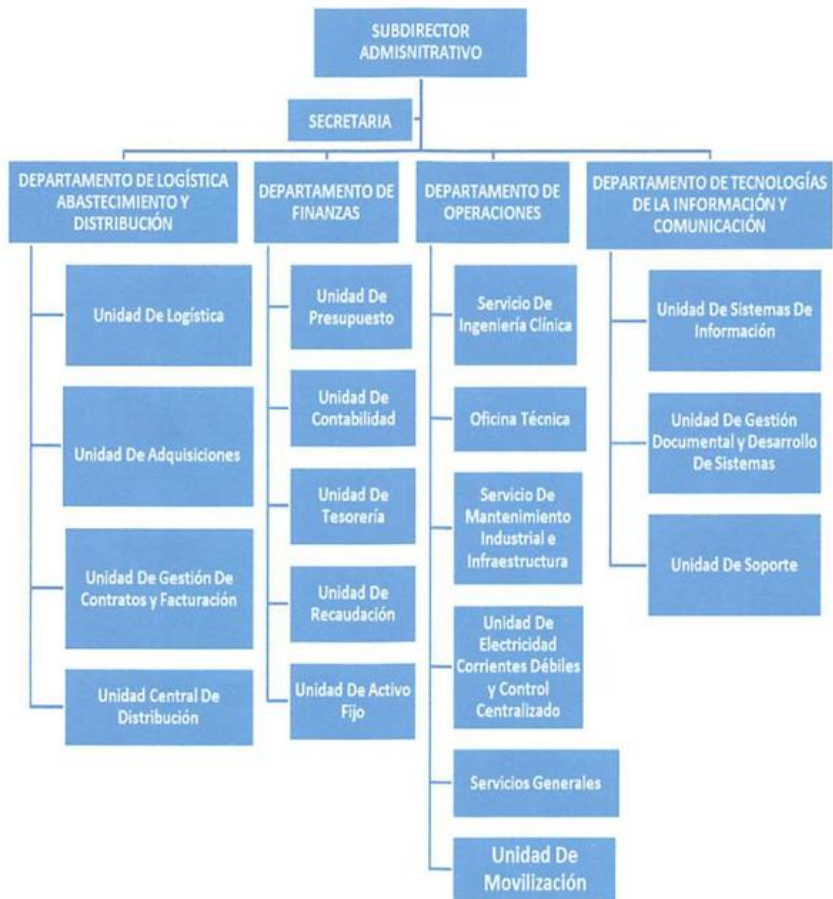 SUBDIRECTOR
ADMISNITRATIVO
SECRETARIA
DEPARTAMENTO DE LOGÍSTICA
ABASTECIMIENTO Y
DISTRIBUCIÓN
Unidad De Logística
Unidad De Adquisiciones
Unidad De Gestión De
Contratos y Facturación
Unidad Central De
Distribución
DEPARTAMENTO DE
FINANZAS
Unidad De
Presupuesto
Unidad De
Contabilidad
Unidad De
Tesorería
Unidad De
Recaudación
Unidad De Activo
Fijo
DEPARTAMENTO DE
OPERACIONES
Servicio De
Ingeniería Clínica
Oficina Técnica
Servicio De
Mantenimiento
Industrial e
Infraestructura
Unidad De
Electricidad
Corrientes Débiles
y Control
Centralizado
Servicios Generales
Unidad De
Movilización
DEPARTAMENTO DE TECNOLOGÍAS
DE LA INFORMACIÓN Y
COMUNICACIÓN
Unidad De Sistemas De
Información
Unidad De Gestión
Documental y Desarrollo
De Sistemas
Unidad De Soporte